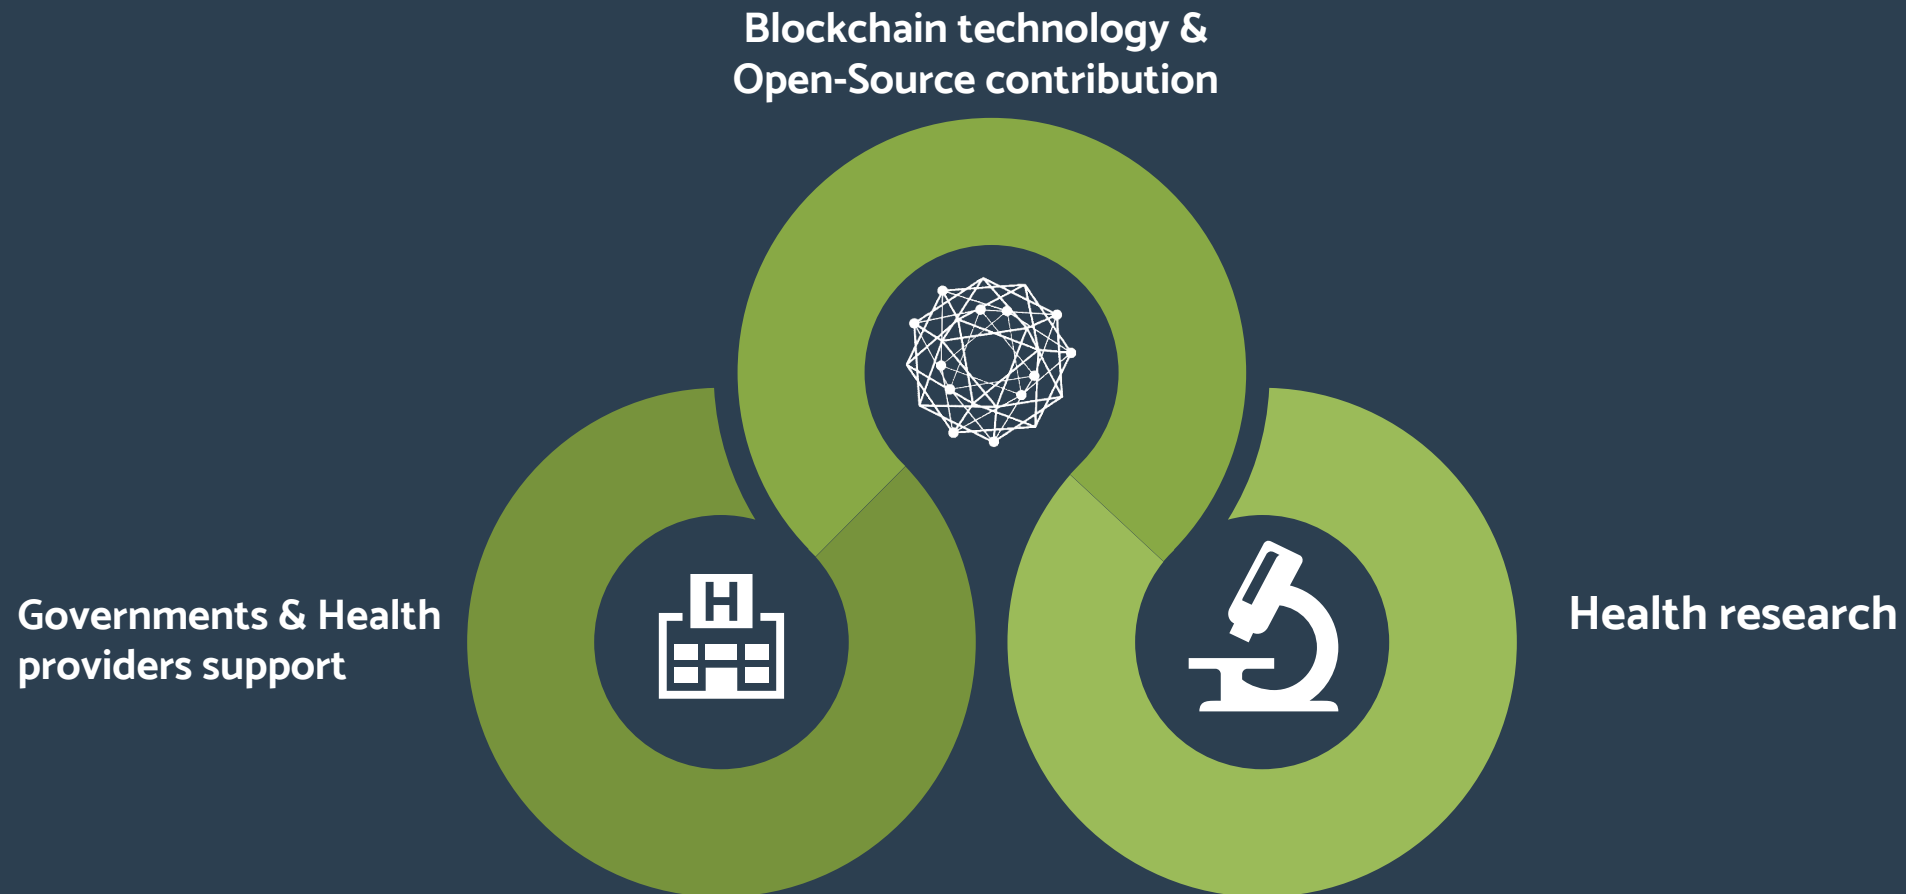 Blockchain technology &
Open-Source contribution
H
Governments & Health
providers support
Health research